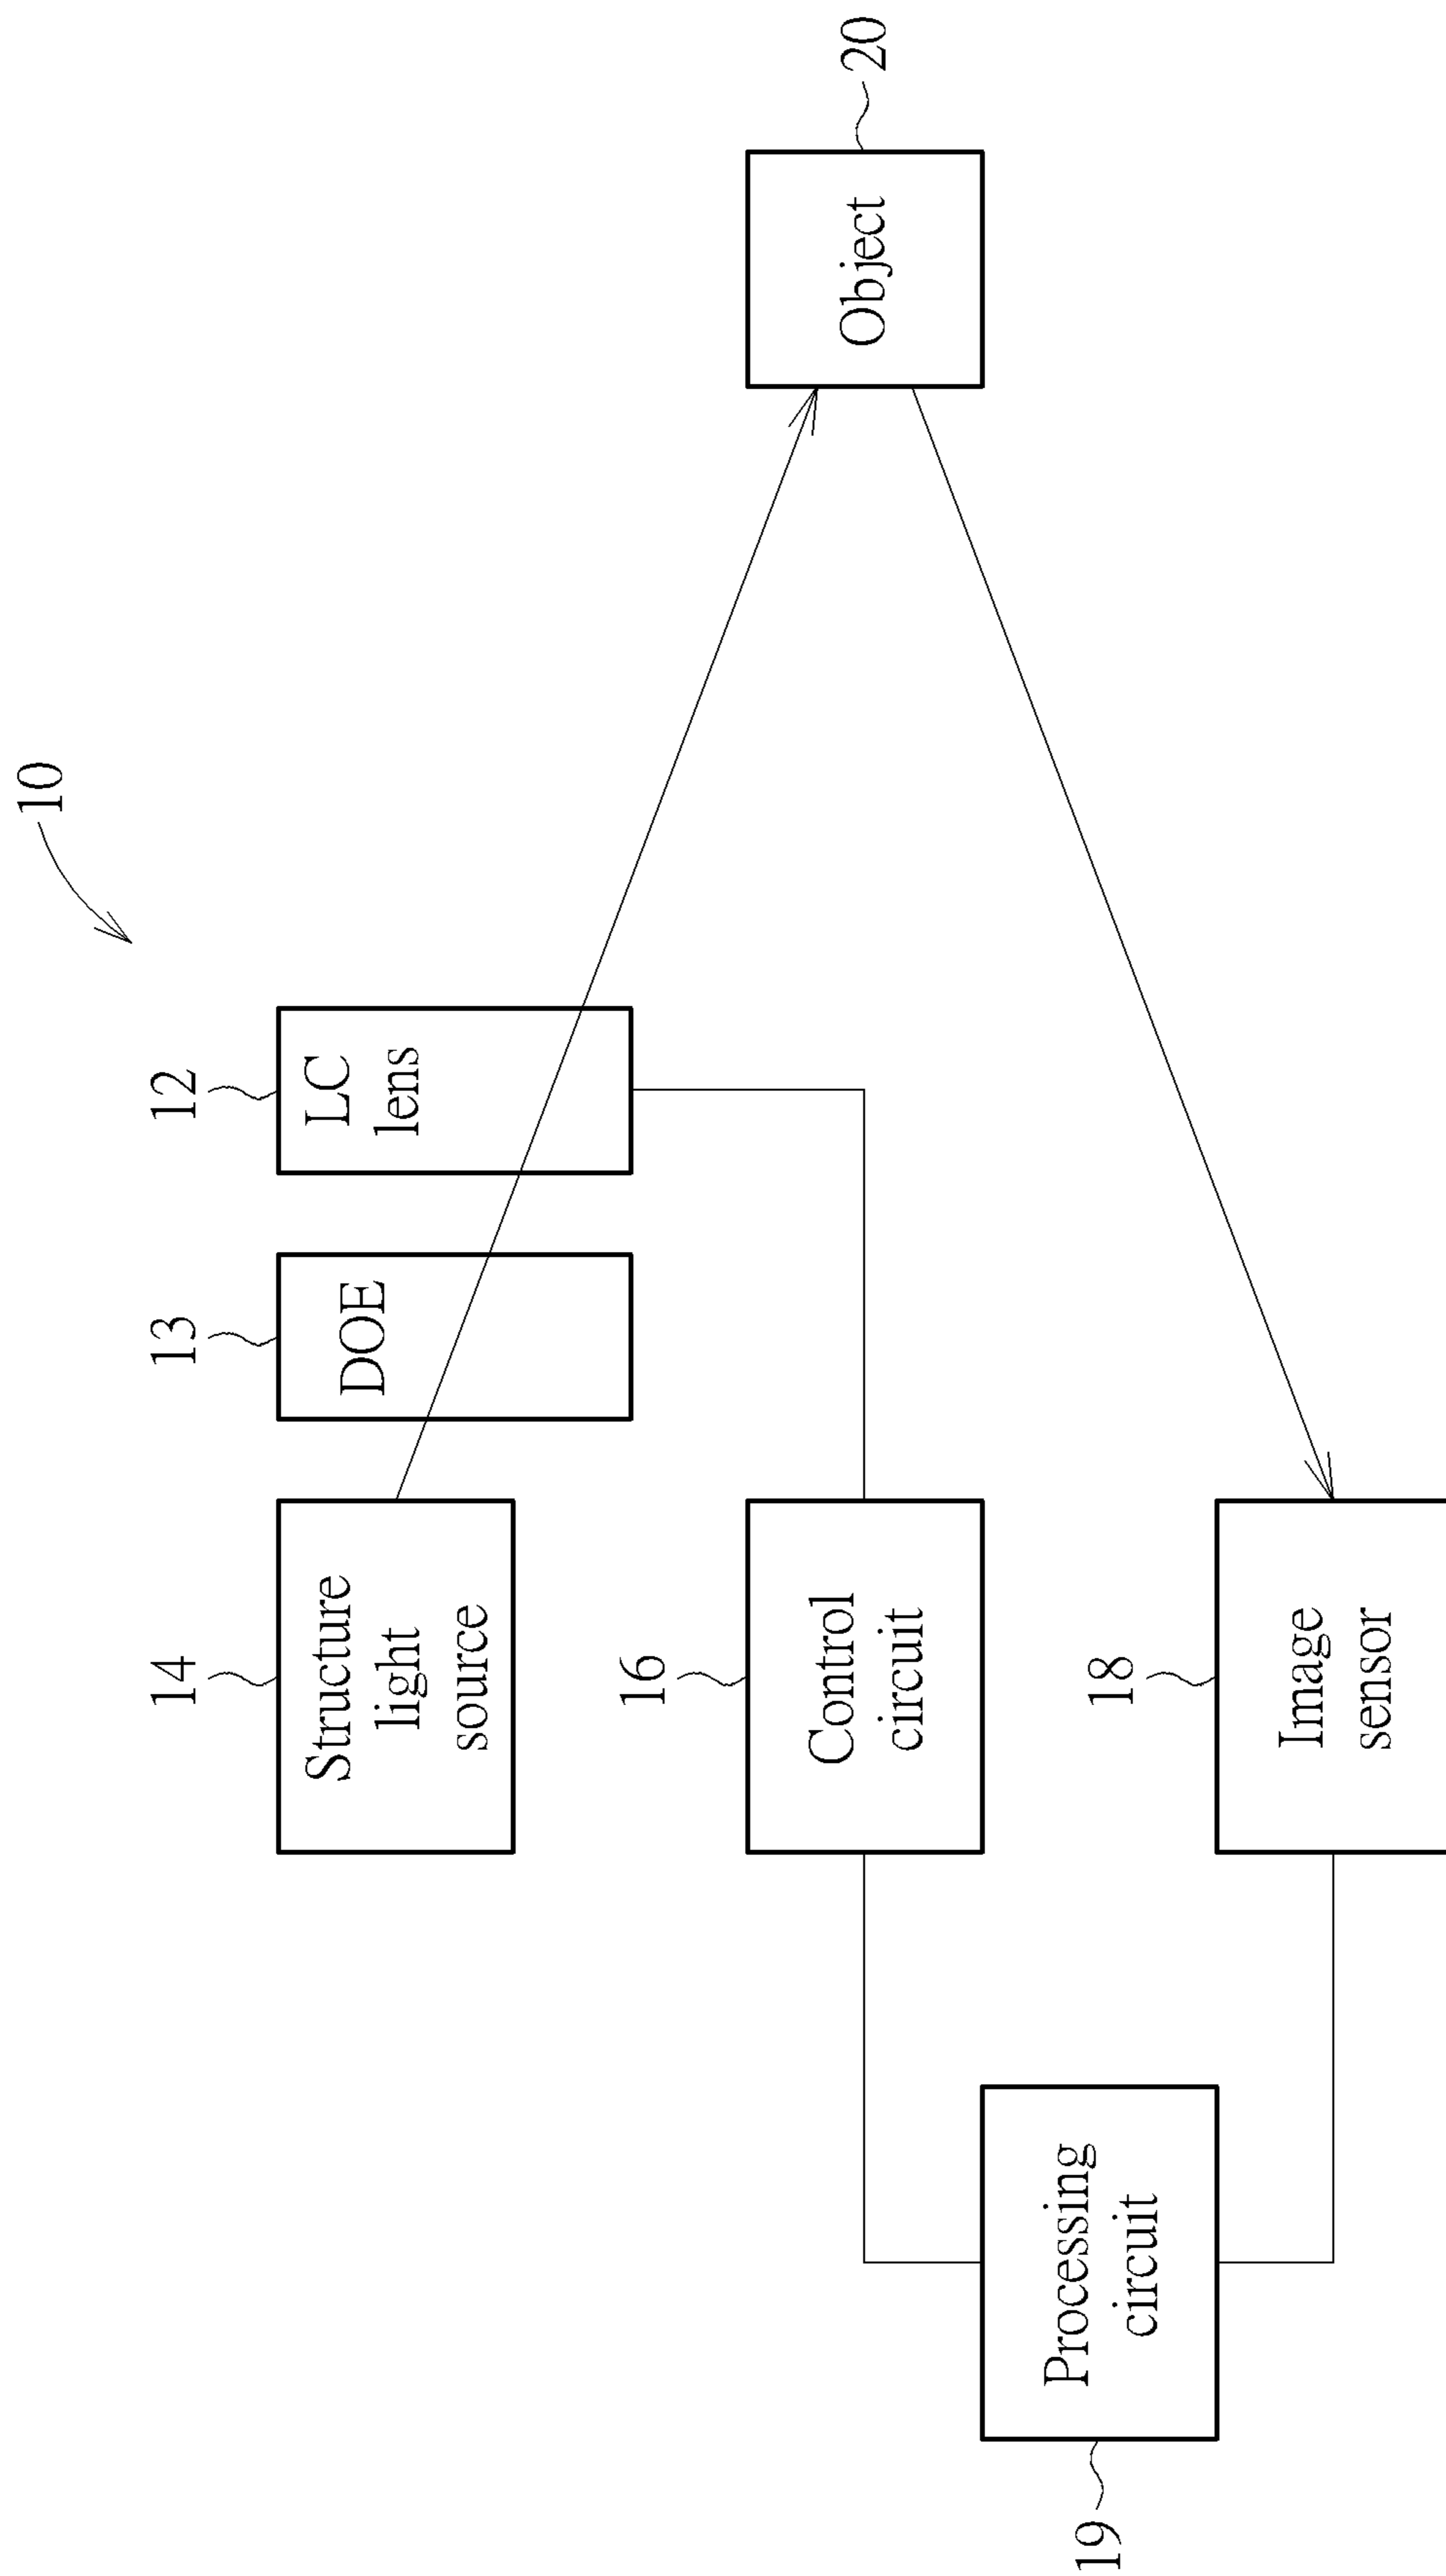 10
14
Structure
light
source
13
DOE
12
LC
lens
20
Object
16
Control
circuit
19
Processing
circuit
18
Image
sensor